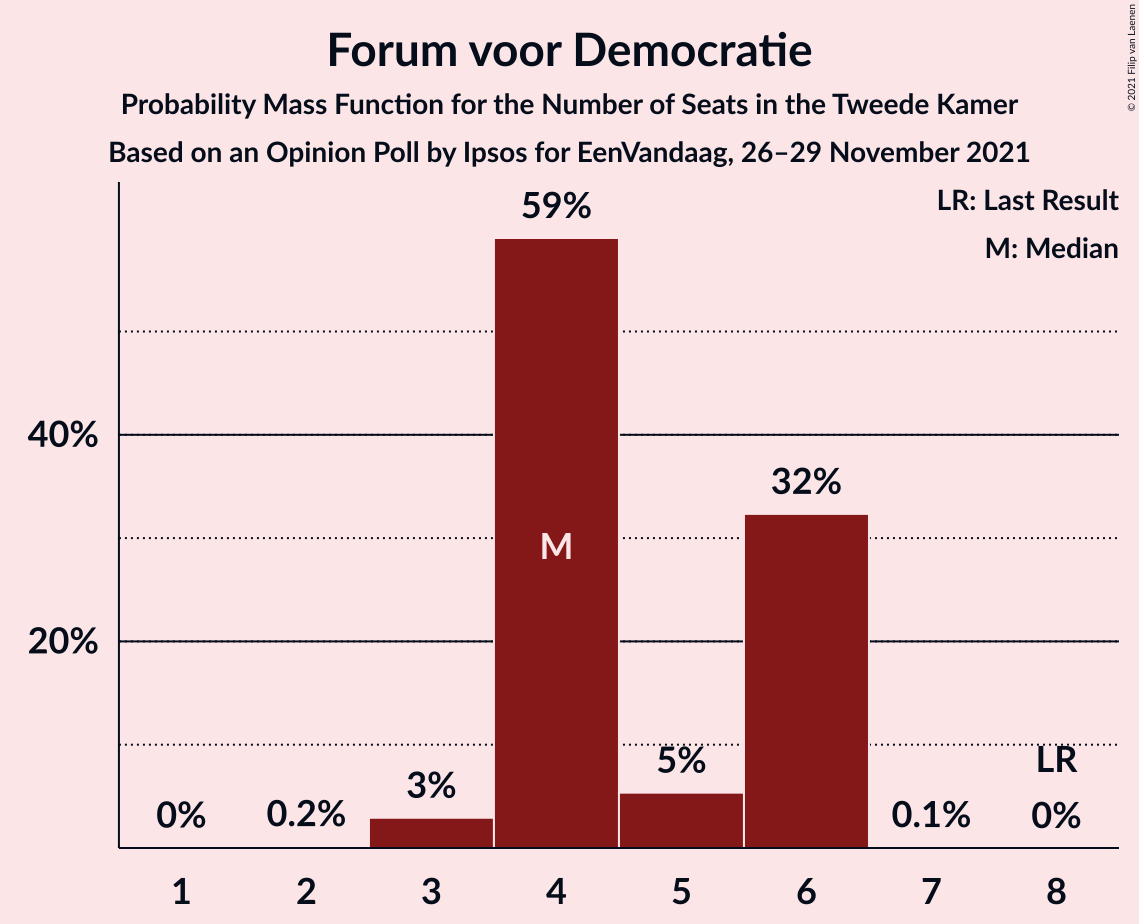 Forum voor Democratie
Probability Mass Function for the Number of Seats in the Tweede Kamer
Based on an Opinion Poll by Ipsos for EenVandaag, 26–29 November 2021
© 2021 Filip van Laenen
LR: Last Result
M: Median
59%
40%
32%
M
20%
LR
5%
3%
0%
0.2%
0.1%
0%
1 2 3 4 5 6 7 8